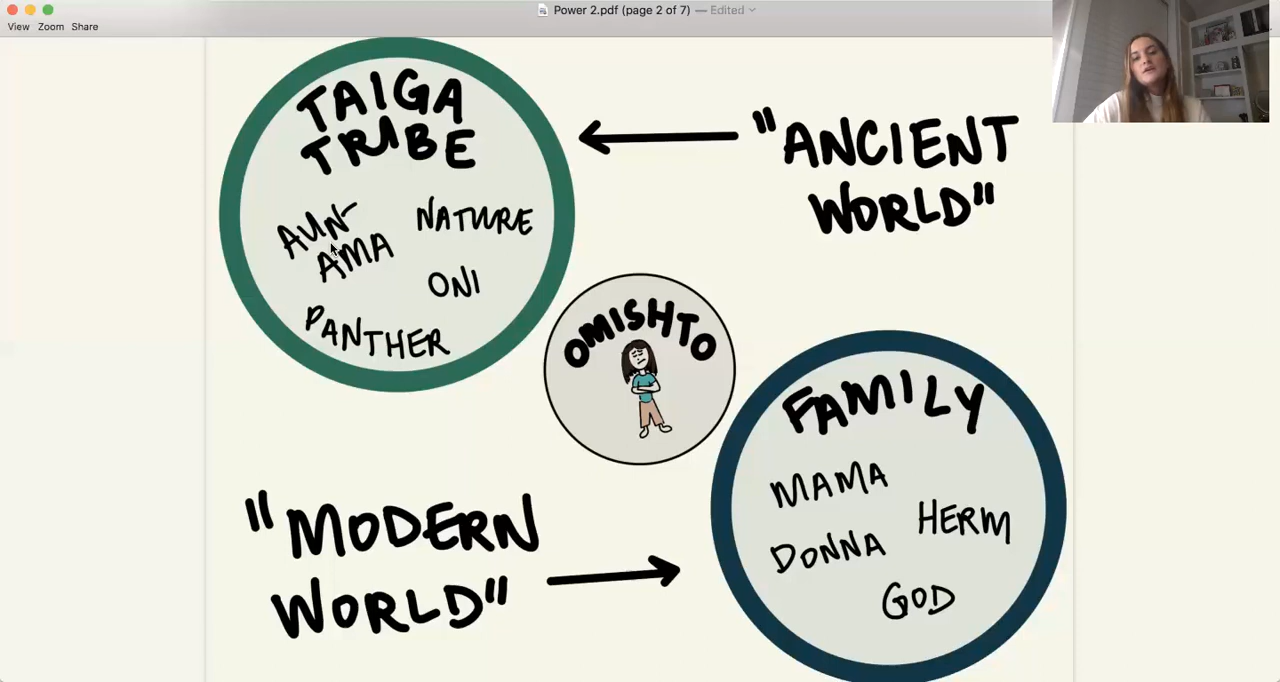 Power 2.pdf (page 2 of 7) — Edited
View Zoom Share
TAIGA
TRIBE
AUN-
AMA
NATURE
ONI
PANTHER
"ANCIENT
WORLD"
OMISHTO
FAMILY
MAMA
HERM
DONNA
GOD
"MODERN
WORLD"